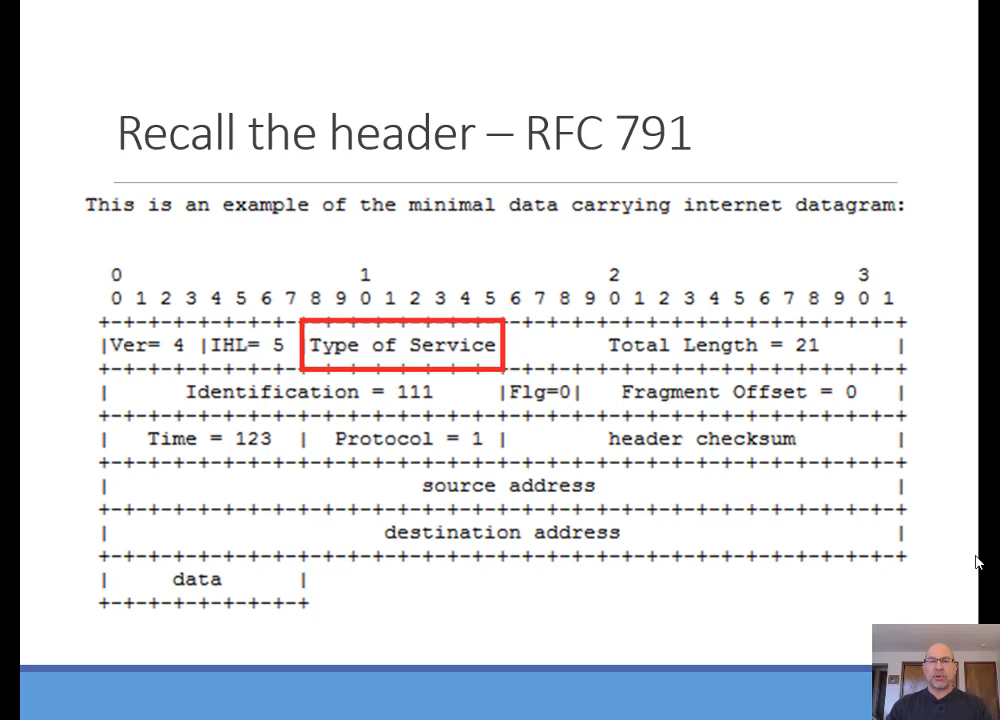 Recall the header – RFC 791
This is an example of the minimal data carrying internet datagram:
0                   1                   2                   3
0 1 2 3 4 5 6 7 8 9 0 1 2 3 4 5 6 7 8 9 0 1 2 3 4 5 6 7 8 9 0 1
+-+-+-+-+-+-+-+-+-+-+-+-+-+-+-+-+-+-+-+-+-+-+-+-+-+-+-+-+-+-+-+-+
|Ver= 4 |IHL= 5 |Type of Service|        Total Length = 21      |
+-+-+-+-+-+-+-+-+-+-+-+-+-+-+-+-+-+-+-+-+-+-+-+-+-+-+-+-+-+-+-+-+
|      Identification = 111     |Flg=0|   Fragment Offset = 0   |
+-+-+-+-+-+-+-+-+-+-+-+-+-+-+-+-+-+-+-+-+-+-+-+-+-+-+-+-+-+-+-+-+
|   Time = 123  |  Protocol = 1 |        header checksum        |
+-+-+-+-+-+-+-+-+-+-+-+-+-+-+-+-+-+-+-+-+-+-+-+-+-+-+-+-+-+-+-+-+
|                         source address                        |
+-+-+-+-+-+-+-+-+-+-+-+-+-+-+-+-+-+-+-+-+-+-+-+-+-+-+-+-+-+-+-+-+
|                      destination address                      |
+-+-+-+-+-+-+-+-+-+-+-+-+-+-+-+-+-+-+-+-+-+-+-+-+-+-+-+-+-+-+-+-+
|     data      |
+-+-+-+-+-+-+-+-+